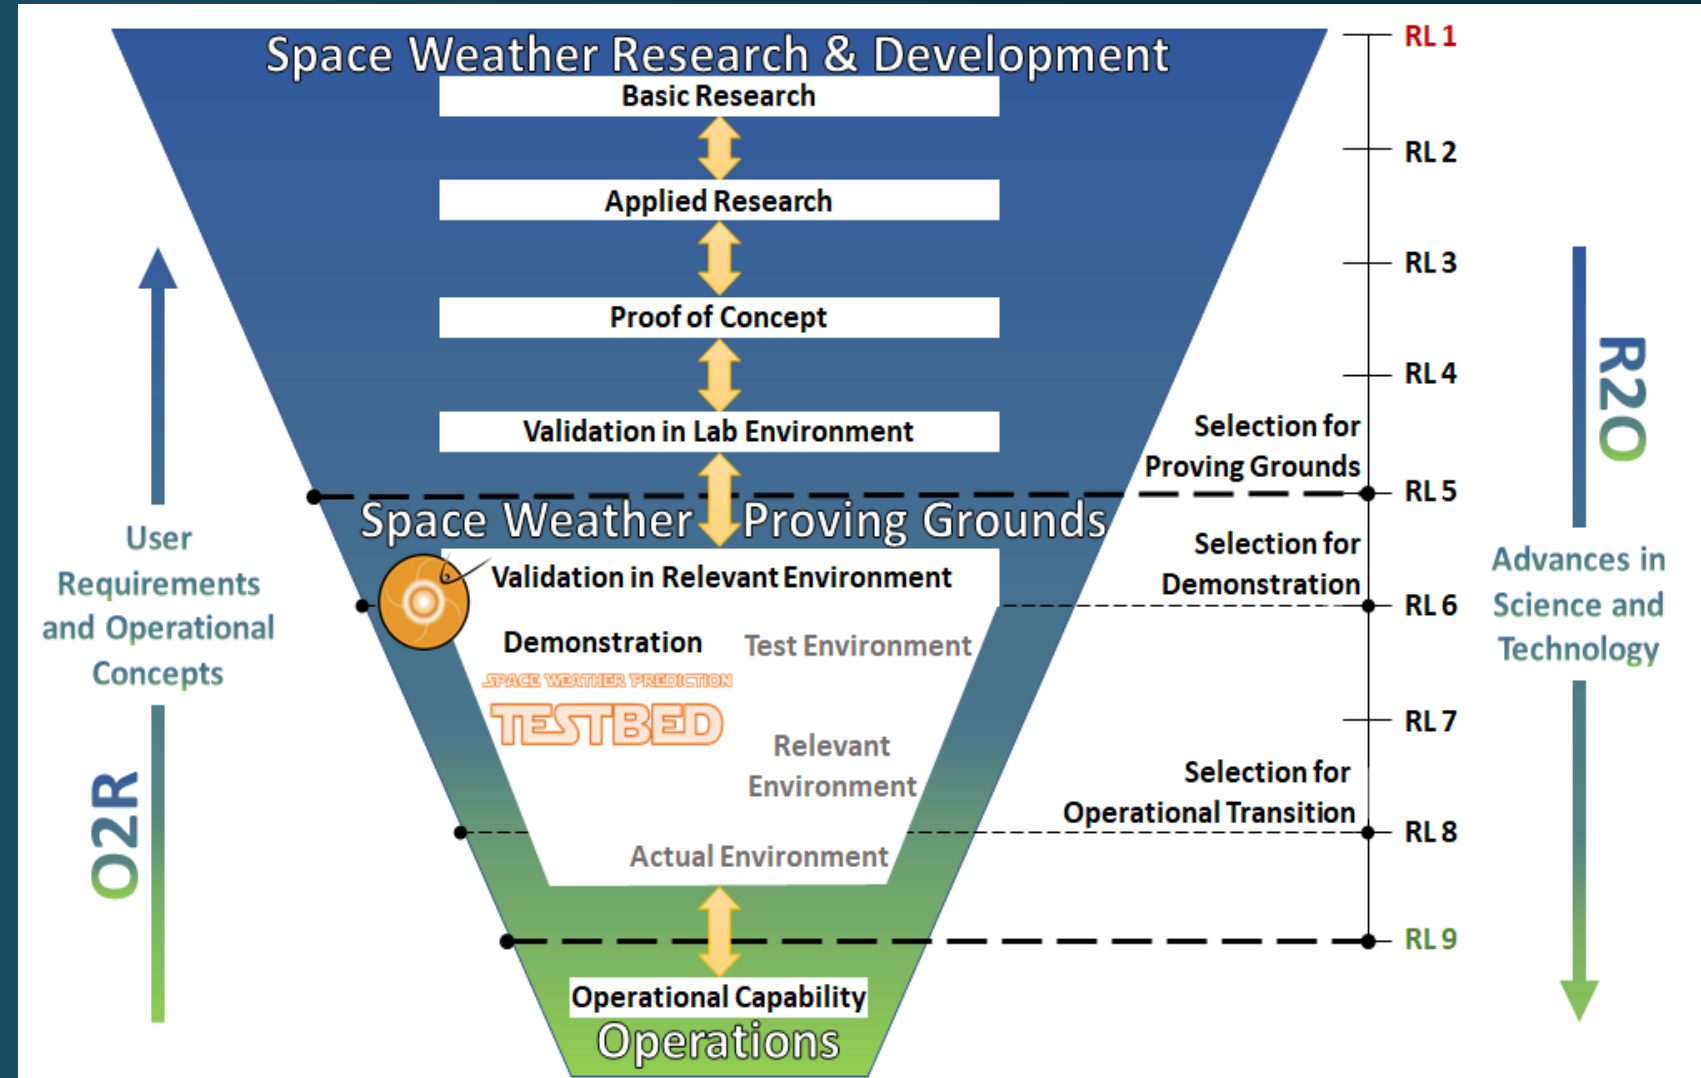 Space Weather Research & Development
Basic Research
Applied Research
Proof of Concept
Validation in Lab Environment
Space Weather Proving Grounds
Validation in Relevant Environment
Demonstration
Test Environment
SPACE WEATHER PREDICTION
TESTBED
Relevant
Environment
Actual Environment
Operational Capability
Operations
User
Requirements
and Operational
Concepts
O2R
Selection for
Proving Grounds
Selection for
Demonstration
Selection for
Operational Transition
RL 1
RL 2
RL 3
RL 4
RL 5
RL 6
RL 7
RL 8
RL 9
R2O
Advances in
Science and
Technology